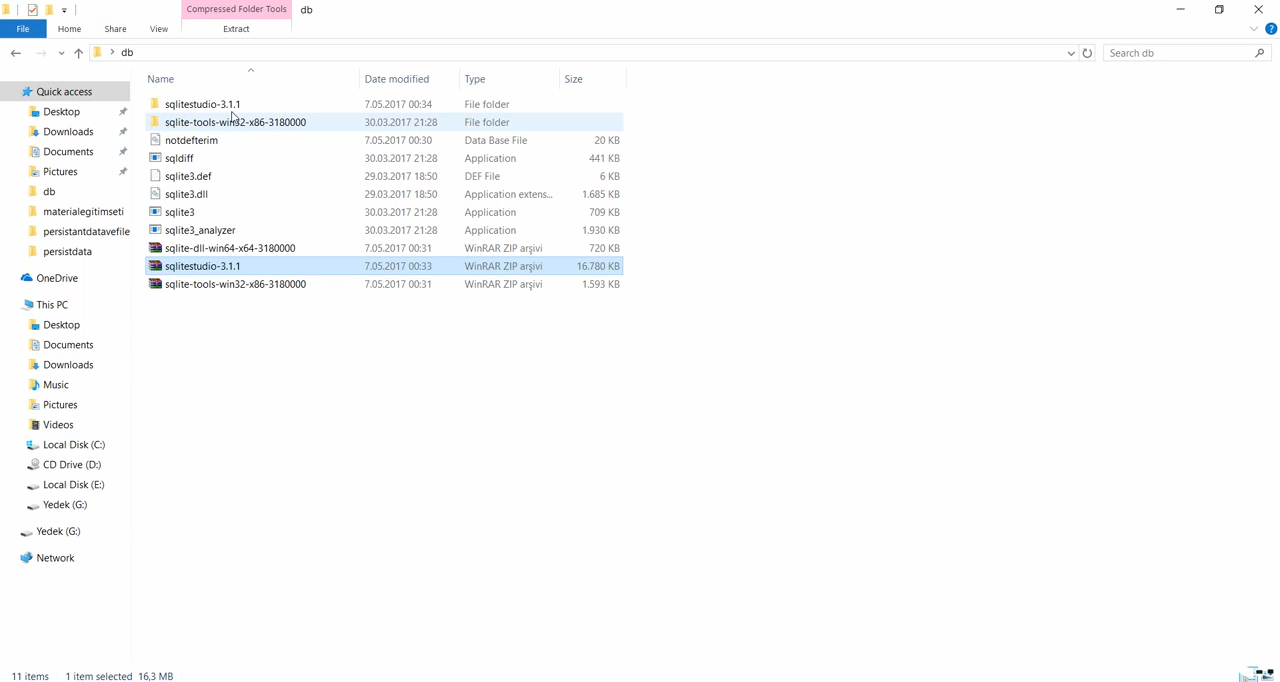 Compressed Folder Tools db
File Home Share View Extract
db
Search db
Name Date modified Type Size
Quick access
Desktop
Downloads
Documents
Pictures
db
materialegitimseti
persistantdatavefile
persistdata
OneDrive
This PC
Desktop
Documents
Downloads
Music
Pictures
Videos
Local Disk (C:)
CD Drive (D:)
Local Disk (E:)
Yedek (G:)
Yedek (G:)
Network
sqlitestudio-3.1.1 7.05.2017 00:34 File folder
sqlite-tools-win32-x86-3180000 30.03.2017 21:28 File folder
notdefterim 7.05.2017 00:30 Data Base File 20 KB
sqldiff 30.03.2017 21:28 Application 441 KB
sqlite3.def 29.03.2017 18:50 DEF File 6 KB
sqlite3.dll 29.03.2017 18:50 Application extens... 1.685 KB
sqlite3 30.03.2017 21:28 Application 709 KB
sqlite3_analyzer 30.03.2017 21:28 Application 1.930 KB
sqlite-dll-win64-x64-3180000 7.05.2017 00:31 WinRAR ZIP arşivi 720 KB
sqlitestudio-3.1.1 7.05.2017 00:33 WinRAR ZIP arşivi 16.780 KB
sqlite-tools-win32-x86-3180000 7.05.2017 00:31 WinRAR ZIP arşivi 1.593 KB
11 items 1 item selected 16,3 MB